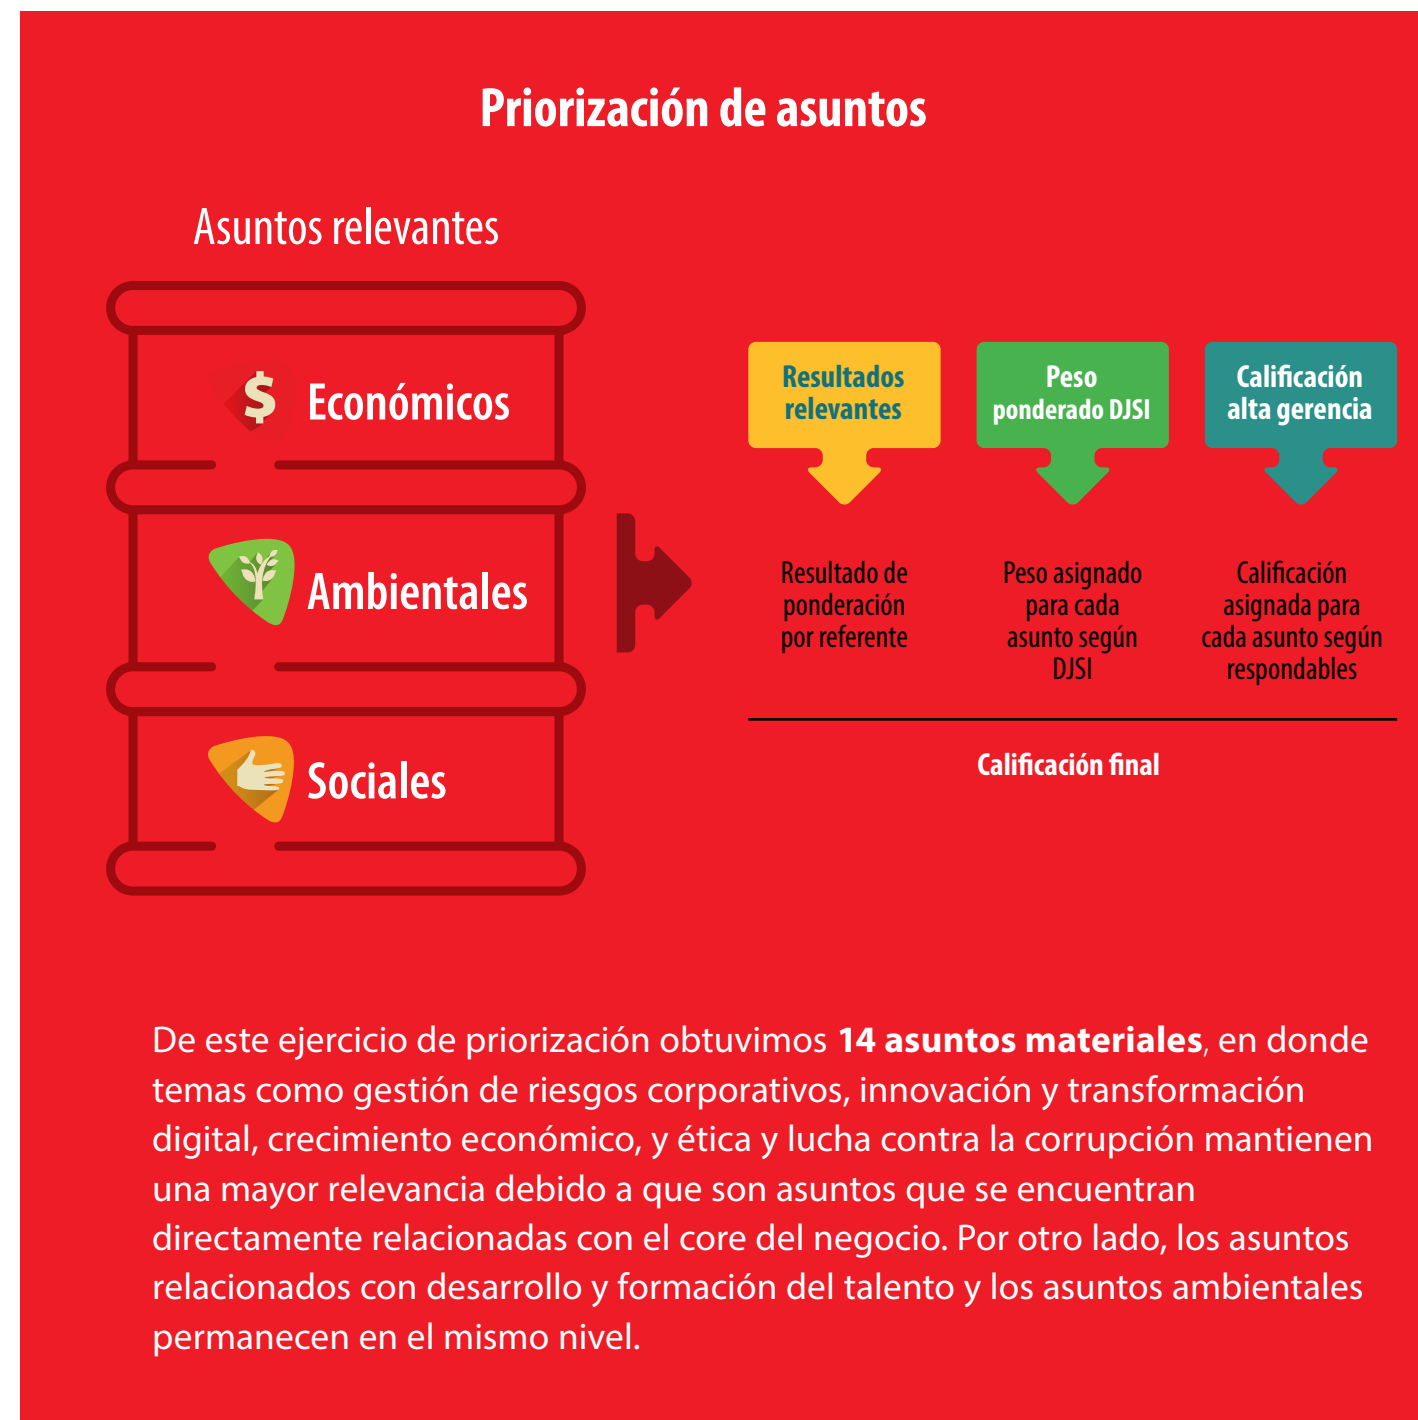 Priorización de asuntos
Asuntos relevantes
Económicos
Ambientales
Sociales
Resultados
relevantes
Resultado de
ponderación
por referente
Peso
ponderado DJSI
Peso asignado
para cada
asunto según
DJSI
Calificación
alta gerencia
Calificación
asignada para
cada asunto según
respondables
Calificación final
De este ejercicio de priorización obtuvimos 14 asuntos materiales, en donde
temas como gestión de riesgos corporativos, innovación y transformación
digital, crecimiento económico, y ética y lucha contra la corrupción mantienen
una mayor relevancia debido a que son asuntos que se encuentran
directamente relacionadas con el core del negocio. Por otro lado, los asuntos
relacionados con desarrollo y formación del talento y los asuntos ambientales
permanecen en el mismo nivel.